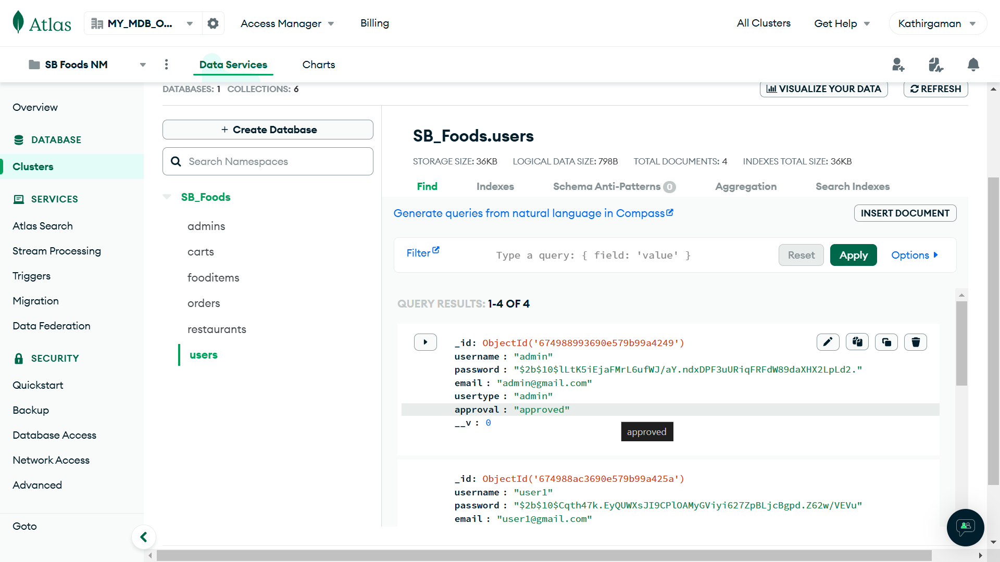 Atlas
MY_MDB_O...
Access Manager
Billing
All Clusters
Get Help
Kathirgaman
SB Foods NM
Data Services
Charts
DATABASES: 1 COLLECTIONS: 6
VISUALIZE YOUR DATA
REFRESH
Overview
DATABASE
Clusters
SERVICES
Atlas Search
Stream Processing
Triggers
Migration
Data Federation
SECURITY
Quickstart
Backup
Database Access
Network Access
Advanced
Goto
+ Create Database
Search Namespaces
SB_Foods
admins
carts
fooditems
orders
restaurants
users
SB_Foods.users
STORAGE SIZE: 36KB LOGICAL DATA SIZE: 798B TOTAL DOCUMENTS: 4 INDEXES TOTAL SIZE: 36KB
Find Indexes Schema Anti-Patterns 0 Aggregation Search Indexes
Generate queries from natural language in Compass
INSERT DOCUMENT
Filter
Type a query: { field: 'value' }
Reset
Apply
Options
QUERY RESULTS: 1-4 OF 4
_id: ObjectId('674988993690e579b99a4249')
username : "admin"
password : "$2b$10$lLtK5iEjaFMrL6ufWJ/aY.ndxDPF3uURiqFRFdW89daXHX2LpLd2."
email : "admin@gmail.com"
usertype : "admin"
approval : "approved"
__v : 0
approved
_id: ObjectId('674988ac3690e579b99a425a')
username : "user1"
password : "$2b$10$Cqth47k.EyQUWXsJI9CPlOAMyGViyi627ZpBLjcBgpd.Z62w/VEVu"
email : "user1@gmail.com"